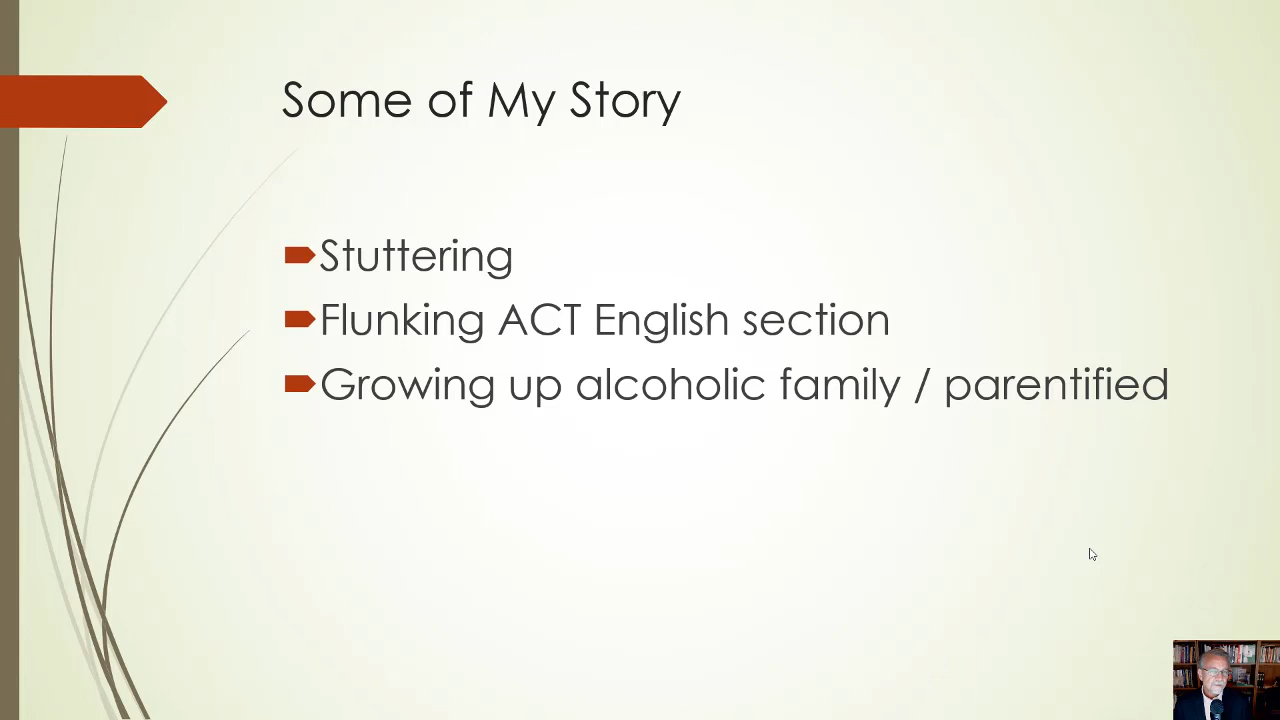 Some of My Story
Stuttering
Flunking ACT English section
Growing up alcoholic family / parentified